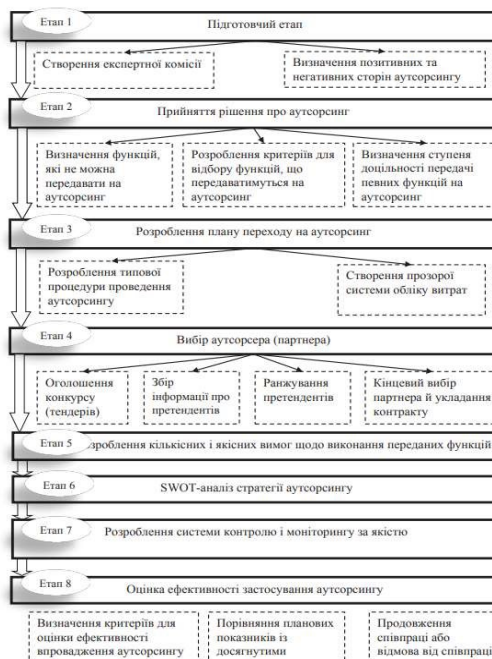 Етап 1
Підготовчий етап
Створення експертної комісії
Визначення позитивних та
негативних сторін аутсорсингу
Етап 2
Прийняття рішення про аутсорсинг
Визначення функцій,
які не можна
передавати на
аутсорсинг
Розроблення критеріїв для
відбору функцій, що
передаватимуться на
аутсорсинг
Визначення ступеня
доцільності передачі
певних функцій на
аутсорсинг
Етап 3
Розроблення плану переходу на аутсорсинг
Розроблення типової
процедури проведення
аутсорсингу
Створення прозорої
системи обліку витрат
Етап 4
Вибір аутсорсера (партнера)
Оголошення
конкурсу
(тендерів)
Збір
інформації про
претендентів
Ранжування
претендентів
Кінцевий вибір
партнера й укладання
контракту
Етап 5
зроблення кількісних і якісних вимог щодо виконання переданих функцій
Етап 6
SWOT-аналіз стратегії аутсорсингу
Етап 7
Розроблення системи контролю і моніторингу за якістю
Етап 8
Оцінка ефективності застосування аутсорсингу
Визначення критеріїв для
оцінки ефективності
впровадження аутсорсингу
Порівняння планових
показників із
досягнутими
Продовження
співпраці або
відмова від співпраці